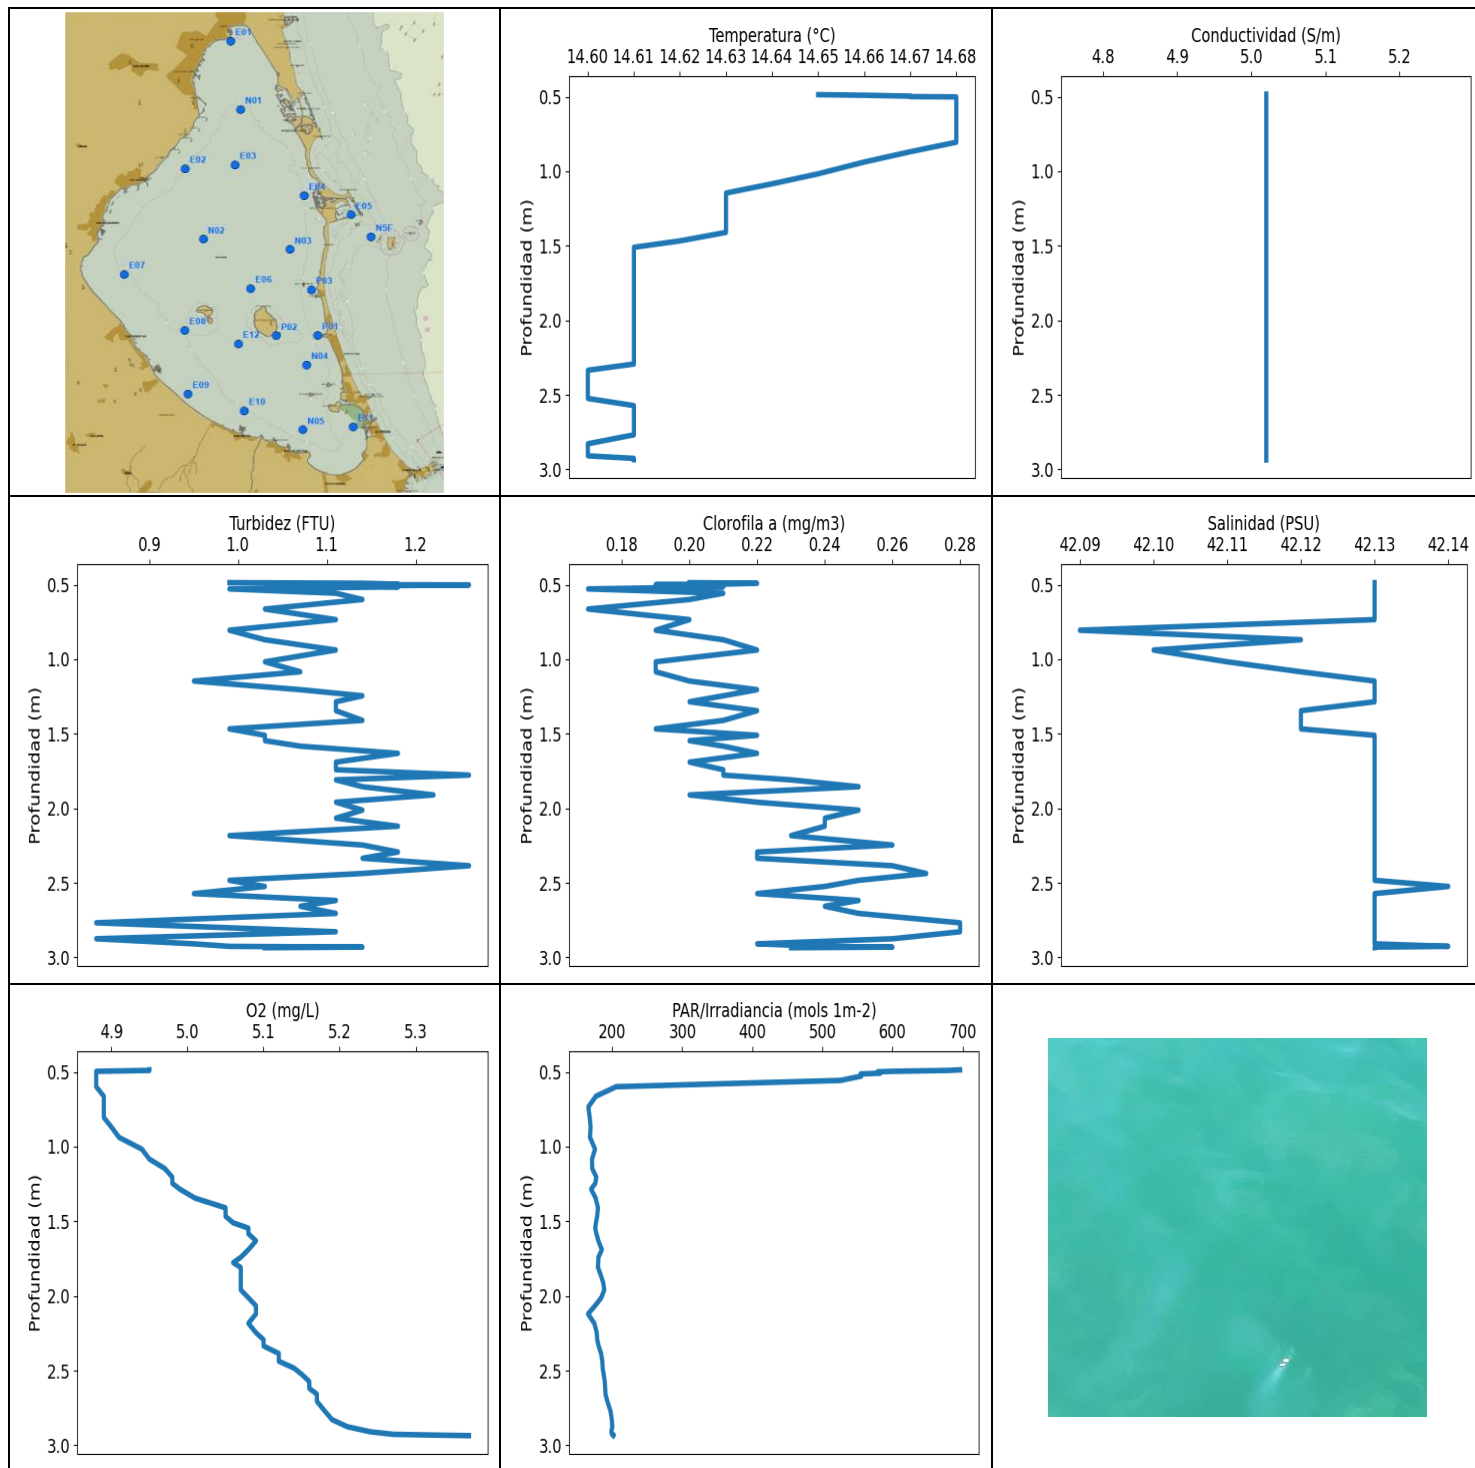 E01
N01
E02
E03
E04
E05
N5F
N02
N03
E07
E06
P03
E08
E12
P02
P01
N04
E09
E10
N05
E11
Temperatura (°C)
14.60 14.61 14.62 14.63 14.64 14.65 14.66 14.67 14.68
Profundidad (m)
0.5
1.0
1.5
2.0
2.5
3.0
Conductividad (S/m)
4.8 4.9 5.0 5.1 5.2
Profundidad (m)
0.5
1.0
1.5
2.0
2.5
3.0
Turbidez (FTU)
0.9 1.0 1.1 1.2
Profundidad (m)
0.5
1.0
1.5
2.0
2.5
3.0
Clorofila a (mg/m3)
0.18 0.20 0.22 0.24 0.26 0.28
Profundidad (m)
0.5
1.0
1.5
2.0
2.5
3.0
Salinidad (PSU)
42.09 42.10 42.11 42.12 42.13 42.14
Profundidad (m)
0.5
1.0
1.5
2.0
2.5
3.0
O2 (mg/L)
4.9 5.0 5.1 5.2 5.3
Profundidad (m)
0.5
1.0
1.5
2.0
2.5
3.0
PAR/Irradiancia (mols 1m-2)
200 300 400 500 600 700
Profundidad (m)
0.5
1.0
1.5
2.0
2.5
3.0